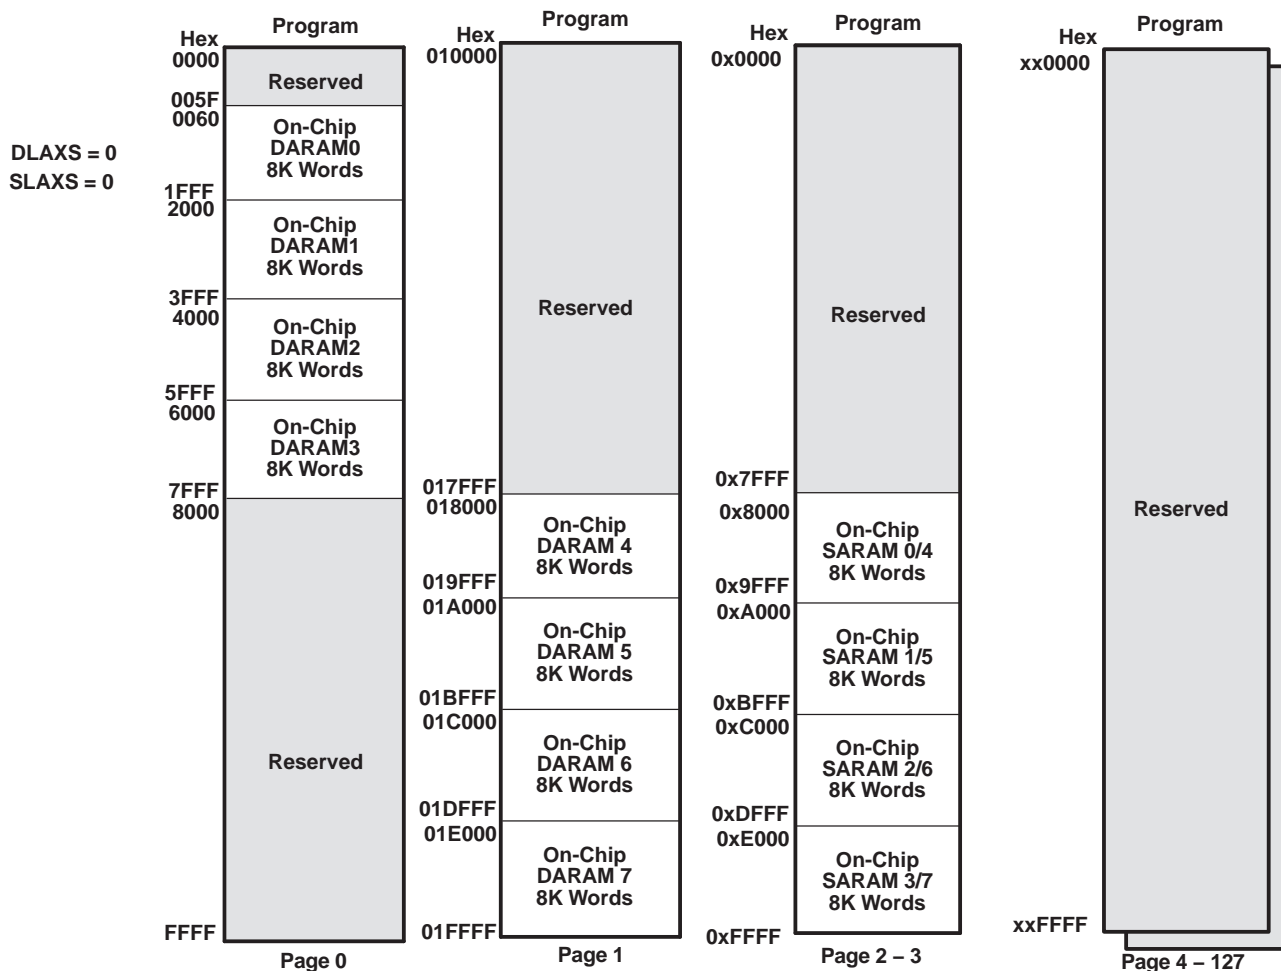 DLAXS = 0
SLAXS = 0
Hex
Program
0000
Reserved
005F
0060
On-Chip
DARAM0
8K Words
1FFF
2000
On-Chip
DARAM1
8K Words
3FFF
4000
On-Chip
DARAM2
8K Words
5FFF
6000
On-Chip
DARAM3
8K Words
7FFF
8000
Reserved
FFFF
Page 0
Hex
Program
010000
Reserved
017FFF
018000
On-Chip
DARAM 4
8K Words
019FFF
01A000
On-Chip
DARAM 5
8K Words
01BFFF
01C000
On-Chip
DARAM 6
8K Words
01DFFF
01E000
On-Chip
DARAM 7
8K Words
01FFFF
Page 1
Hex
Program
0x0000
Reserved
0x7FFF
0x8000
On-Chip
SARAM 0/4
8K Words
0x9FFF
0xA000
On-Chip
SARAM 1/5
8K Words
0xBFFF
0xC000
On-Chip
SARAM 2/6
8K Words
0xDFFF
0xE000
On-Chip
SARAM 3/7
8K Words
0xFFFF
Page 2 – 3
Hex
Program
xx0000
Reserved
xxFFFF
Page 4 – 127